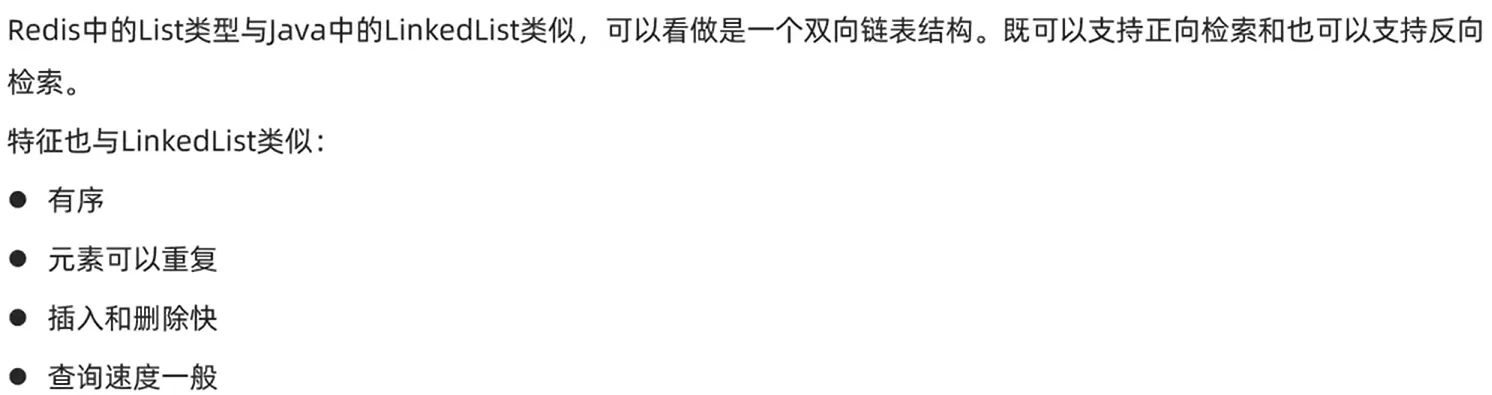 Redis中的List类型与Java中的LinkedList类似，可以看做是一个双向链表结构。既可以支持正向检索和也可以支持反向
检索。
特征也与LinkedList类似：
● 有序
● 元素可以重复
● 插入和删除快
● 查询速度一般